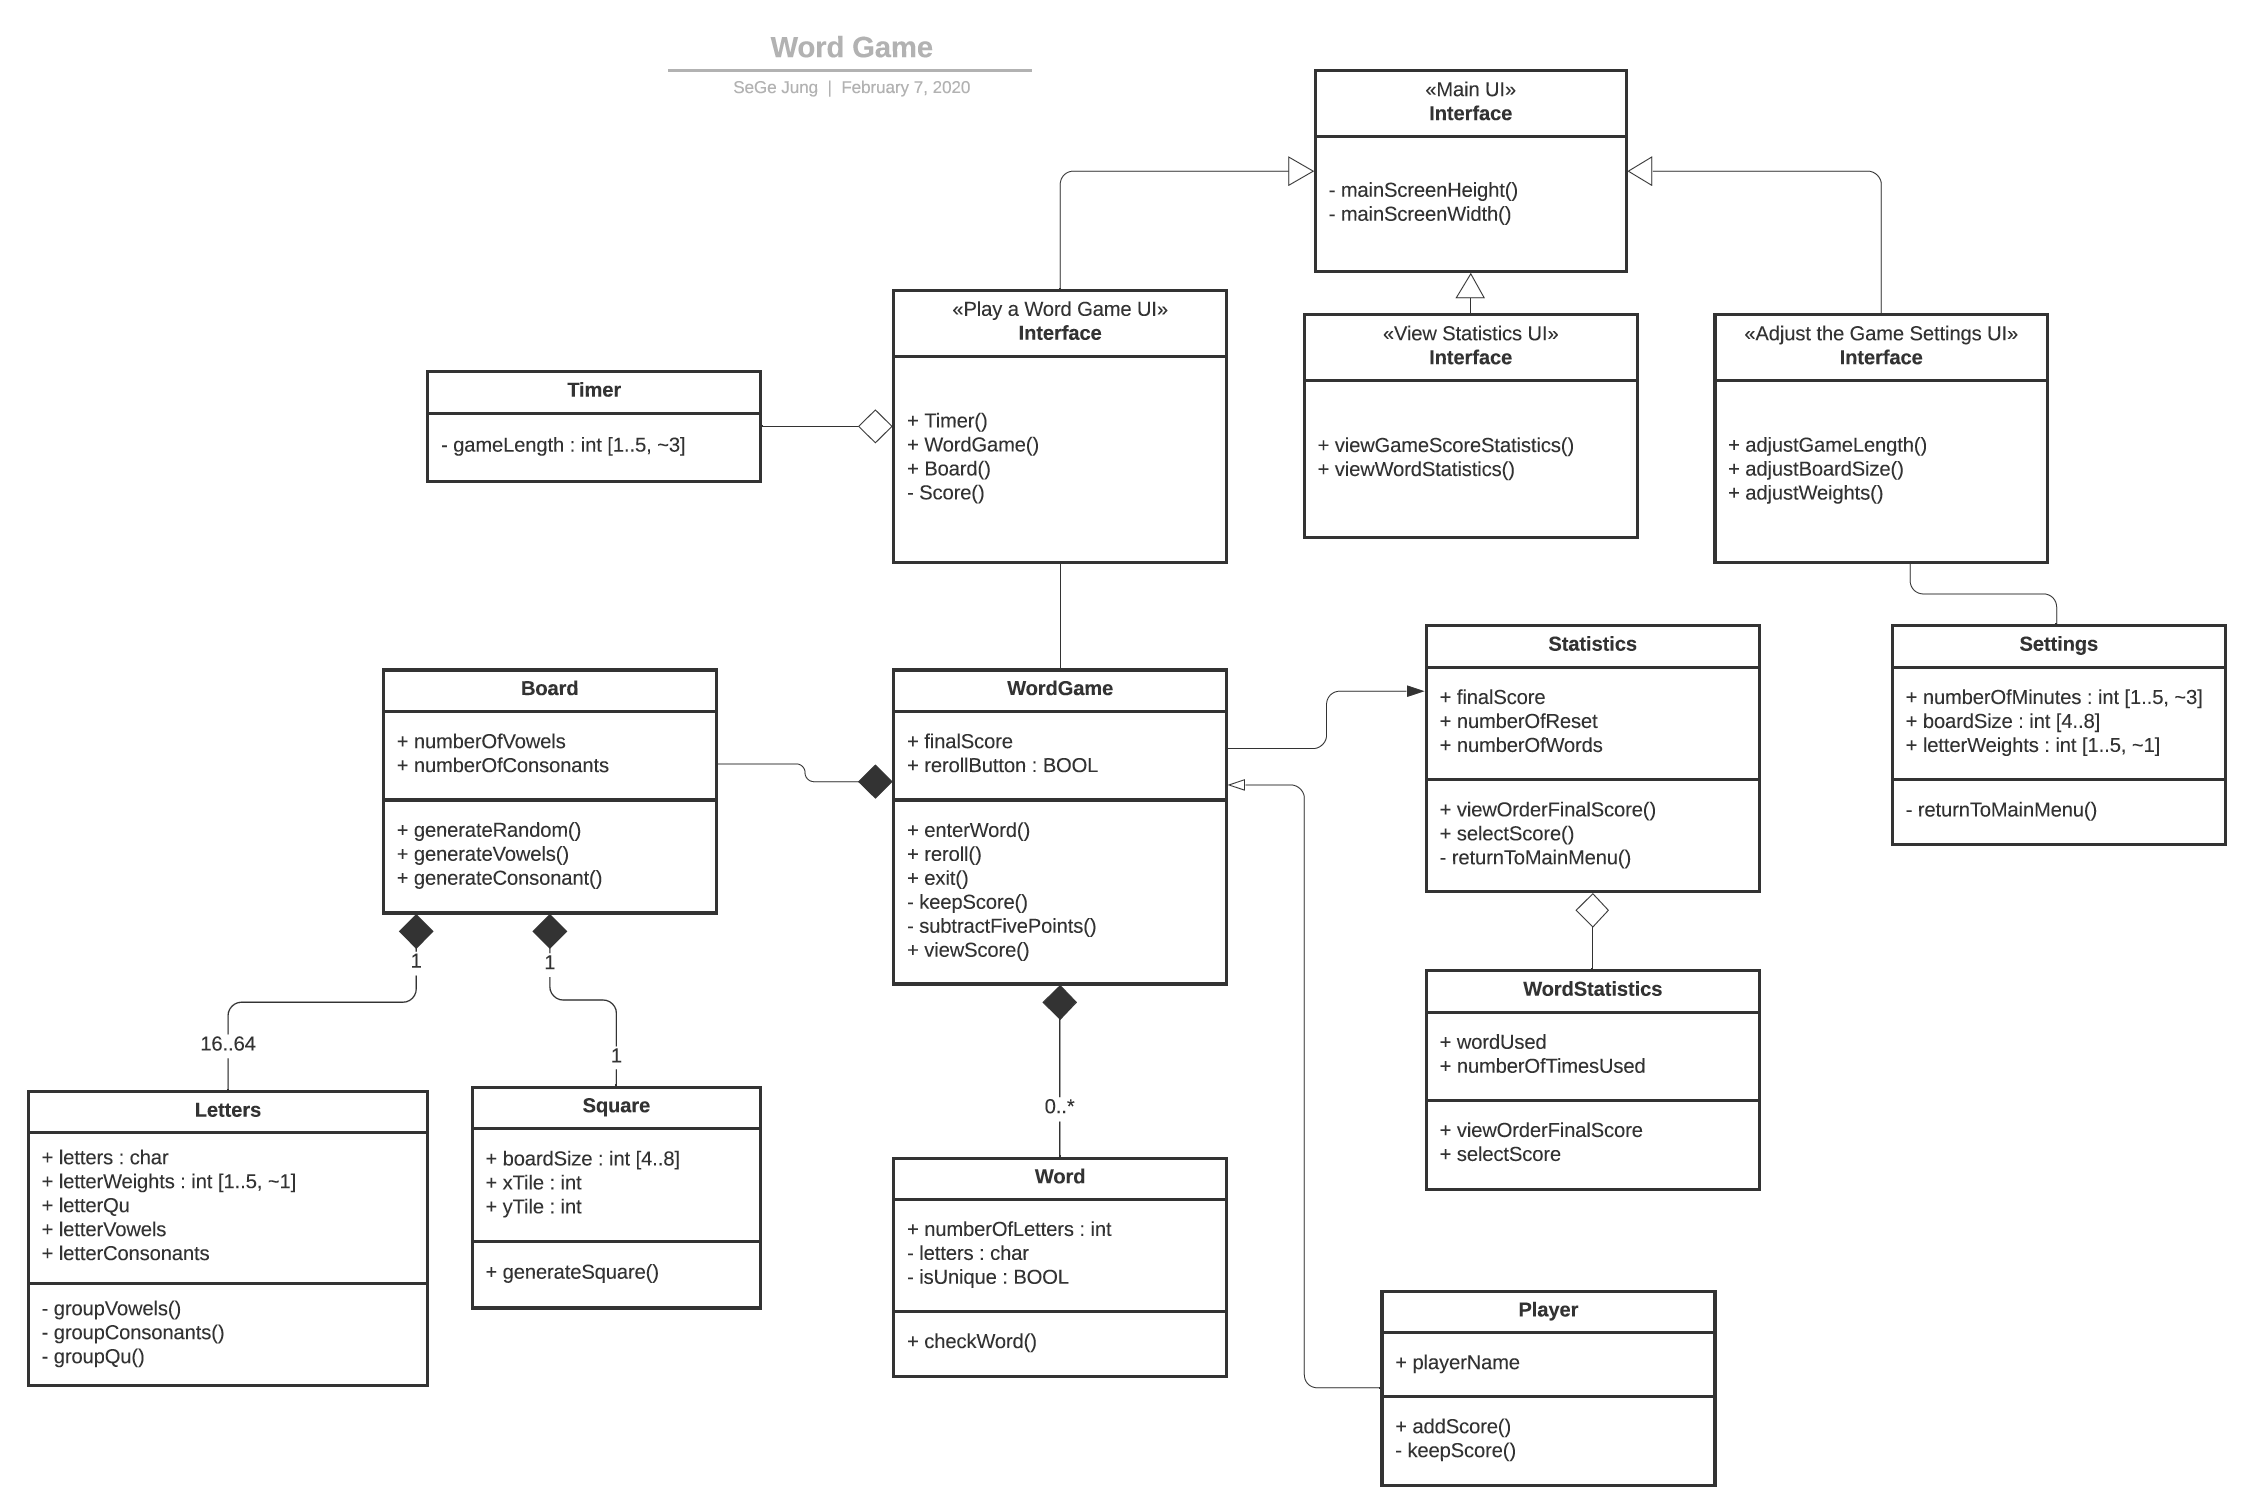 Word Game
SeGe Jung | February 7, 2020
«Main UI»
Interface
- mainScreenHeight()
- mainScreenWidth()
«Play a Word Game UI»
Interface
+ Timer()
+ WordGame()
+ Board()
- Score()
«View Statistics UI»
Interface
+ viewGameScoreStatistics()
+ viewWordStatistics()
«Adjust the Game Settings UI»
Interface
+ adjustGameLength()
+ adjustBoardSize()
+ adjustWeights()
Timer
- gameLength : int [1..5, ~3]
Board
+ numberOfVowels
+ numberOfConsonants
+ generateRandom()
+ generateVowels()
+ generateConsonant()
WordGame
+ finalScore
+ rerollButton : BOOL
+ enterWord()
+ reroll()
+ exit()
- keepScore()
- subtractFivePoints()
+ viewScore()
Statistics
+ finalScore
+ numberOfReset
+ numberOfWords
+ viewOrderFinalScore()
+ selectScore()
- returnToMainMenu()
Settings
+ numberOfMinutes : int [1..5, ~3]
+ boardSize : int [4..8]
+ letterWeights : int [1..5, ~1]
- returnToMainMenu()
1
1
16..64
1
0..*
Letters
+ letters : char
+ letterWeights : int [1..5, ~1]
+ letterQu
+ letterVowels
+ letterConsonants
- groupVowels()
- groupConsonants()
- groupQu()
Square
+ boardSize : int [4..8]
+ xTile : int
+ yTile : int
+ generateSquare()
Word
+ numberOfLetters : int
- letters : char
- isUnique : BOOL
+ checkWord()
WordStatistics
+ wordUsed
+ numberOfTimesUsed
+ viewOrderFinalScore
+ selectScore
Player
+ playerName
+ addScore()
- keepScore()